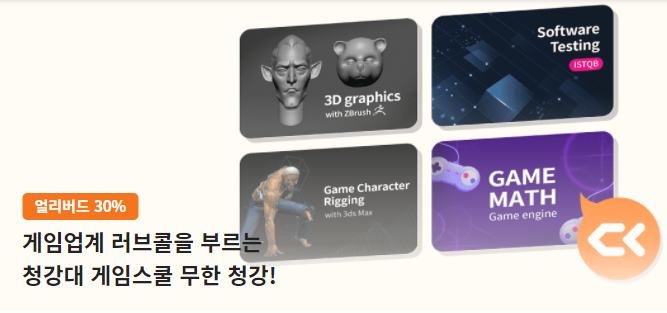 3D graphics
with ZBrush
Software
Testing
ISTQB
Game Character
Rigging
with 3ds Max
GAME
MATH
Game engine
얼리버드 30%
게임업계 러브콜을 부르는
청강대 게임스쿨 무한 청강!